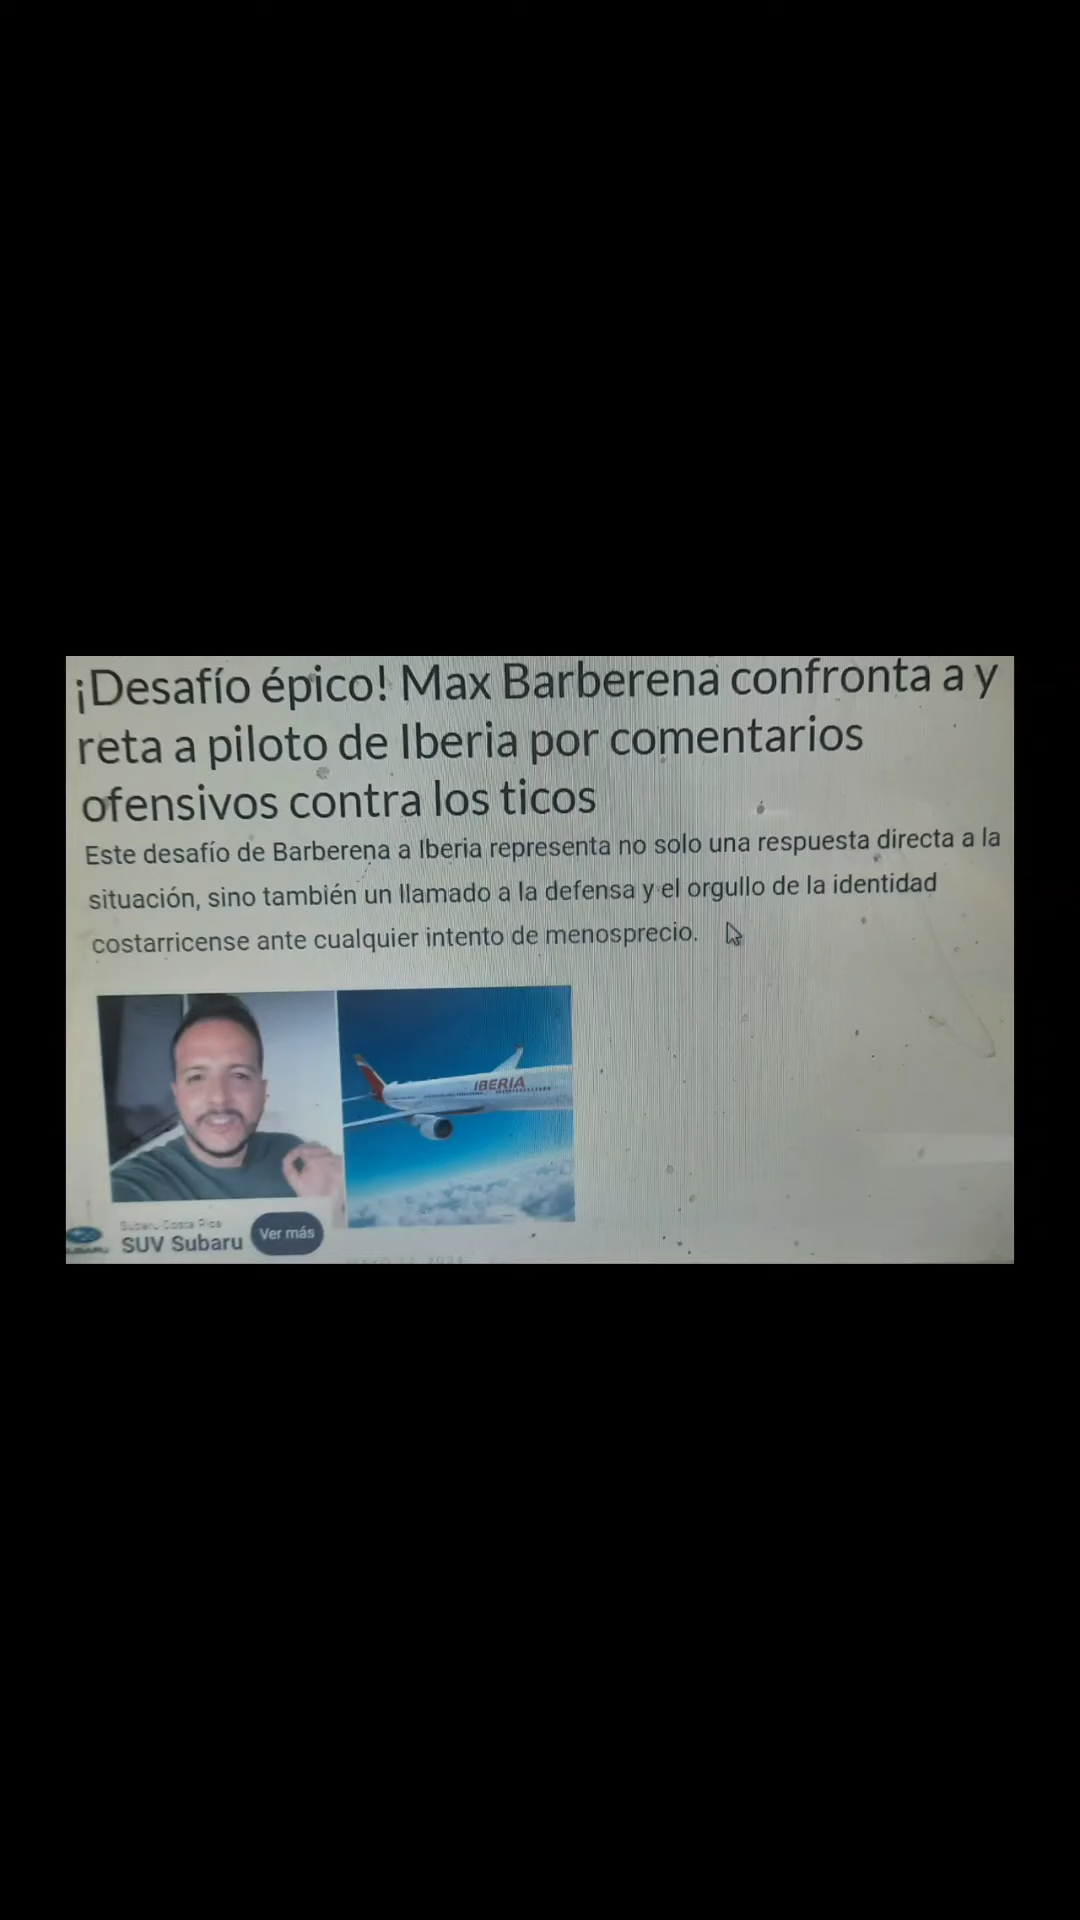 ¡Desafío épico! Max Barberena confronta a y
reta a piloto de Iberia por comentarios
ofensivos contra los ticos
Este desafío de Barberena a Iberia representa no solo una respuesta directa a la
situación, sino también un llamado a la defensa y el orgullo de la identidad
costarricense ante cualquier intento de menosprecio.
IBERIA
Subaru Costa Rica
SUV Subaru
Ver más
SUBARU